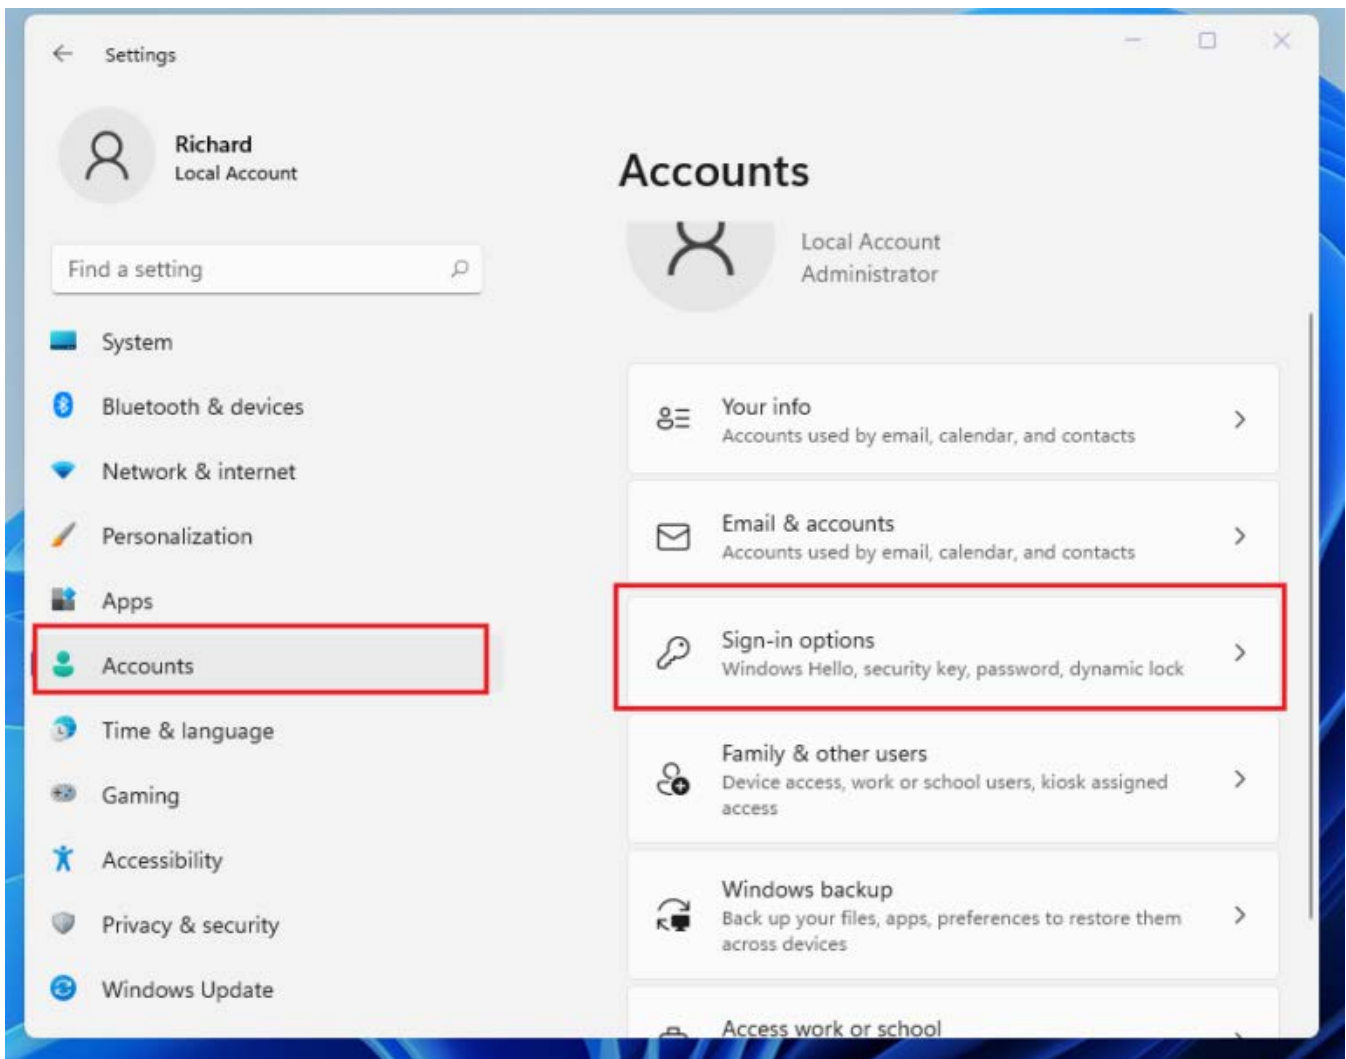 Settings
Richard
Local Account
Find a setting
System
Bluetooth & devices
Network & internet
Personalization
Apps
Accounts
Time & language
Gaming
Accessibility
Privacy & security
Windows Update
Accounts
Local Account
Administrator
Your info
Accounts used by email, calendar, and contacts
Email & accounts
Accounts used by email, calendar, and contacts
Sign-in options
Windows Hello, security key, password, dynamic lock
Family & other users
Device access, work or school users, kiosk assigned
access
Windows backup
Back up your files, apps, preferences to restore them
across devices
Access work or school